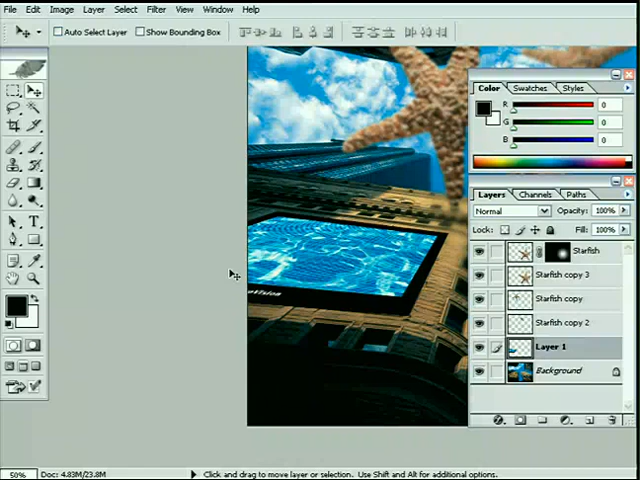 File Edit Image Layer Select Filter View Window Help
Auto Select Layer Show Bounding Box
Color Swatches Styles
R 0
G 0
B 0
Layers Channels Paths
Normal Opacity: 100%
Lock: Fill: 100%
Starfish
Starfish copy 3
Starfish copy
Starfish copy 2
Layer 1
Background
T
50% Doc: 4.83M/23.8M Click and drag to move layer or selection. Use Shift and Alt for additional options.